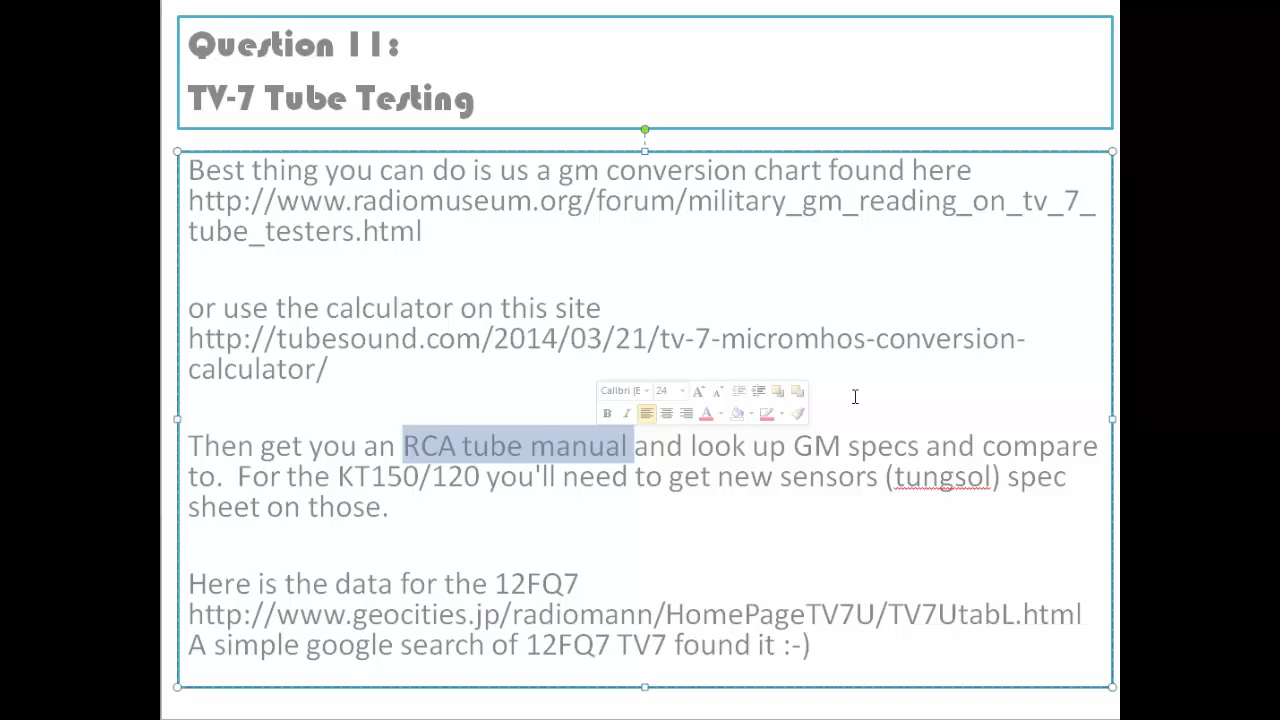 Question 11:
TV-7 Tube Testing
Best thing you can do is us a gm conversion chart found here
http://www.radiomuseum.org/forum/military_gm_reading_on_tv_7_
tube_testers.html
or use the calculator on this site
http://tubesound.com/2014/03/21/tv-7-micromhos-conversion-
calculator/
Calibri (E 24 A A
B I A
Then get you an RCA tube manual and look up GM specs and compare
to.  For the KT150/120 you'll need to get new sensors (tungsol) spec
sheet on those.
Here is the data for the 12FQ7
http://www.geocities.jp/radiomann/HomePageTV7U/TV7UtabL.html
A simple google search of 12FQ7 TV7 found it :-)